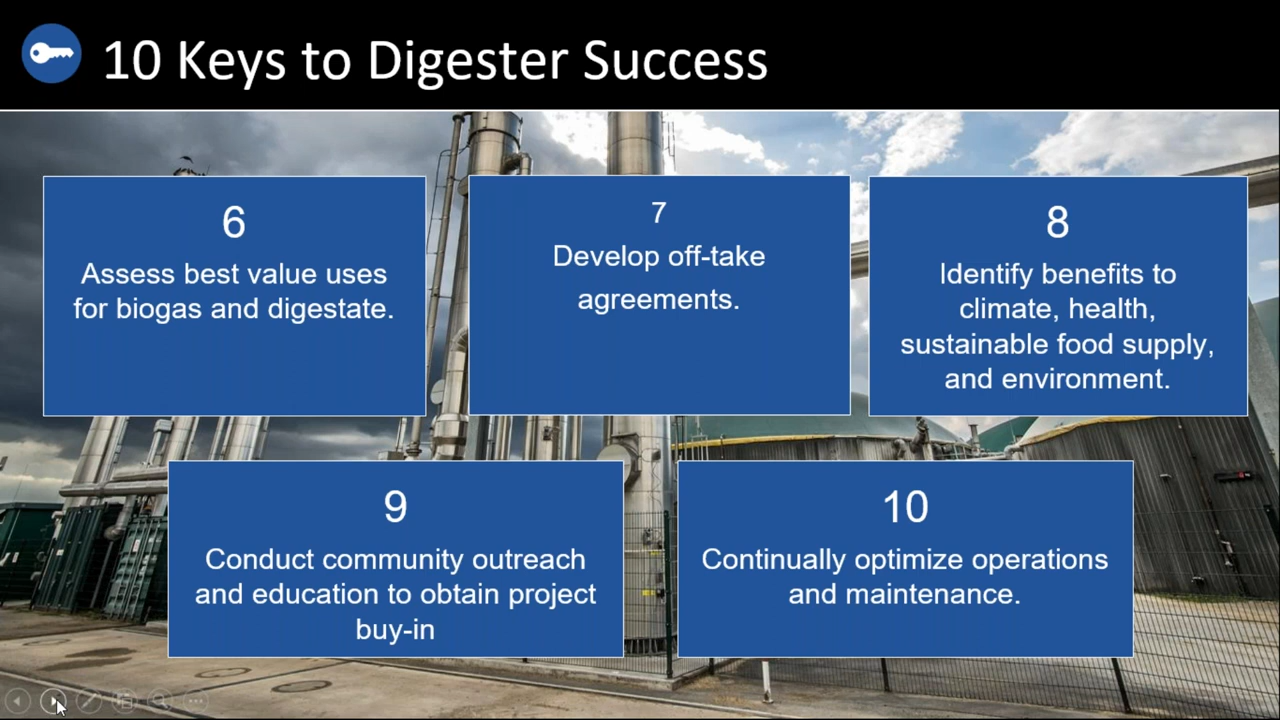 10 Keys to Digester Success
6
Assess best value uses
for biogas and digestate.
7
Develop off-take
agreements.
8
Identify benefits to
climate, health,
sustainable food supply,
and environment.
9
Conduct community outreach
and education to obtain project
buy-in
10
Continually optimize operations
and maintenance.